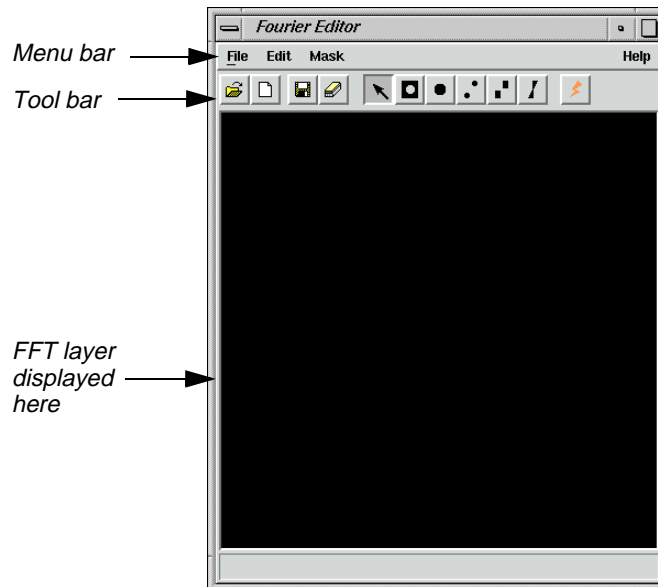 Fourier Editor
Menu bar
File Edit Mask Help
Tool bar
FFT layer
displayed
here